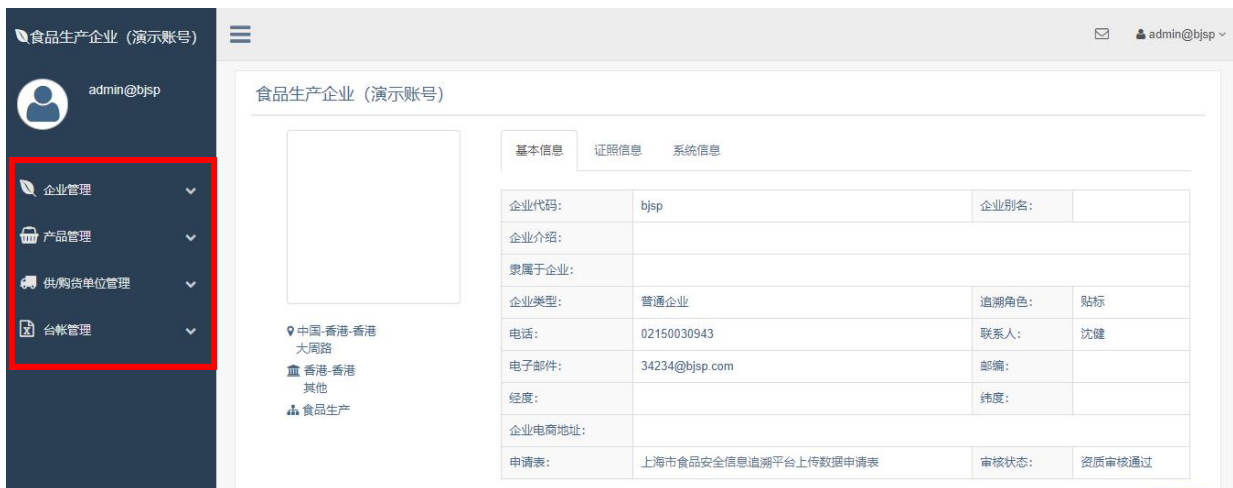 食品生产企业（演示账号）
admin@bjsp
admin@bjsp
企业管理
产品管理
供/购货单位管理
台帐管理
食品生产企业（演示账号）
中国-香港-香港
大周路
香港-香港
其他
食品生产
基本信息 证照信息 系统信息
企业代码: bjsp 企业别名:
企业介绍:
隶属于企业:
企业类型: 普通企业 追溯角色: 贴标
电话: 02150030943 联系人: 沈健
电子邮件: 34234@bjsp.com 邮编:
经度: 纬度:
企业电商地址:
申请表: 上海市食品安全信息追溯平台上传数据申请表 审核状态: 资质审核通过